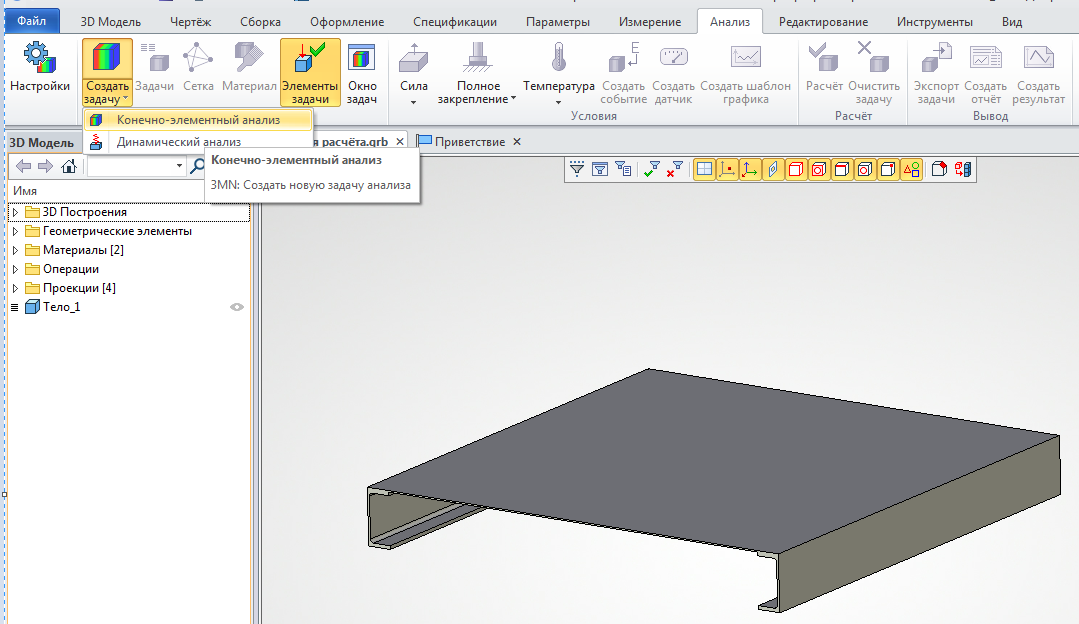 Файл 3D Модель Чертёж Сборка Оформление Спецификации Параметры Измерение Анализ Редактирование Инструменты Вид
Настройки
Создать задачу
Задачи
Сетка
Материал
Элементы задачи
Окно задач
Сила
Полное закрепление
Температура
Создать событие
Создать датчик
Создать шаблон графика
Расчёт
Очистить задачу
Экспорт задачи
Создать отчёт
Создать результат
Условия
Расчёт
Вывод
Конечно-элементный анализ
Динамический анализ
3D Модель
я расчёта.grb
Приветствие
Конечно-элементный анализ
3MN: Создать новую задачу анализа
Имя
3D Построения
Геометрические элементы
Материалы [2]
Операции
Проекции [4]
Тело_1